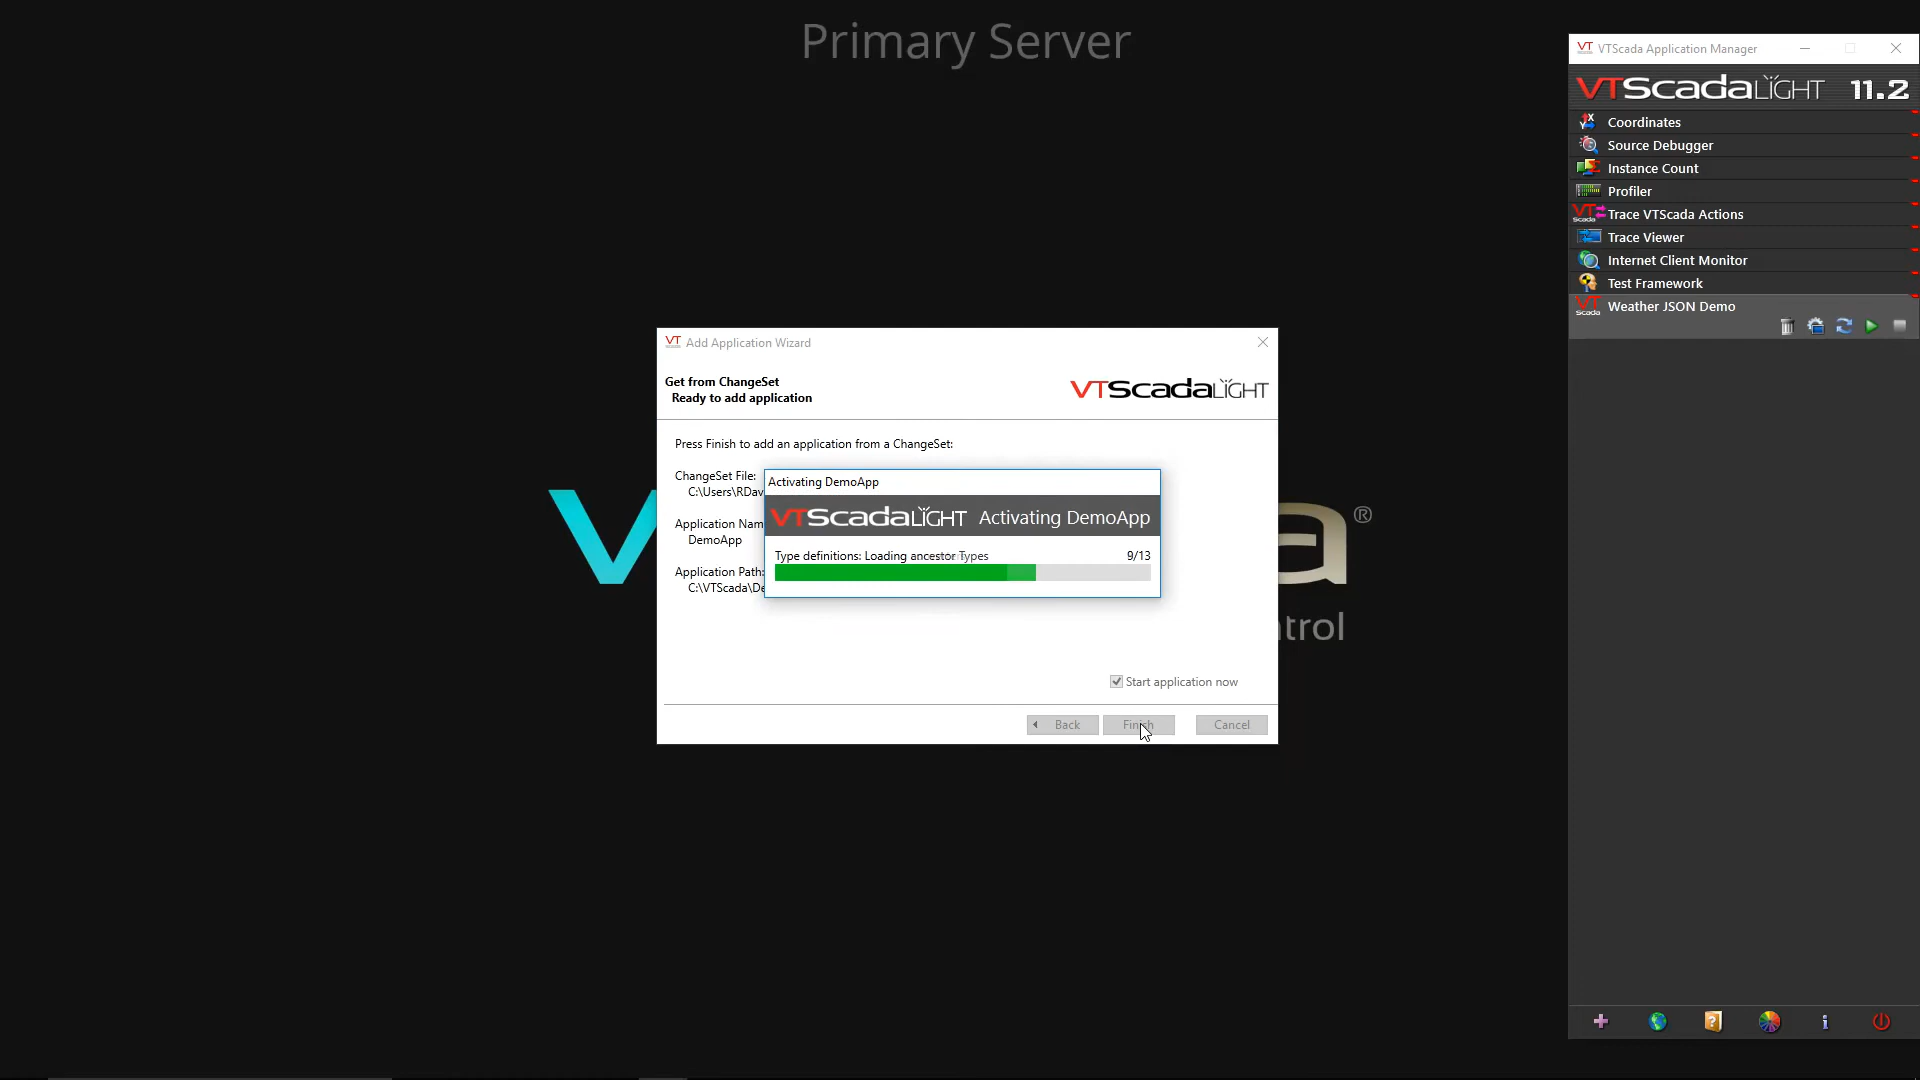 Primary Server
VTScada Application Manager
VTScadaLIGHT 11.2
Coordinates
Source Debugger
Instance Count
Profiler
Trace VTScada Actions
Trace Viewer
Internet Client Monitor
Test Framework
Weather JSON Demo
Add Application Wizard
Get from ChangeSet
Ready to add application
VTScadaLIGHT
Press Finish to add an application from a ChangeSet:
ChangeSet File:
C:\Users\RDav
Application Nam
DemoApp
Application Path:
C:\VTScada\De
Activating DemoApp
VTScadaLIGHT Activating DemoApp
Type definitions: Loading ancestor Types 9/13
Start application now
Back Finish Cancel
V a ®
trol